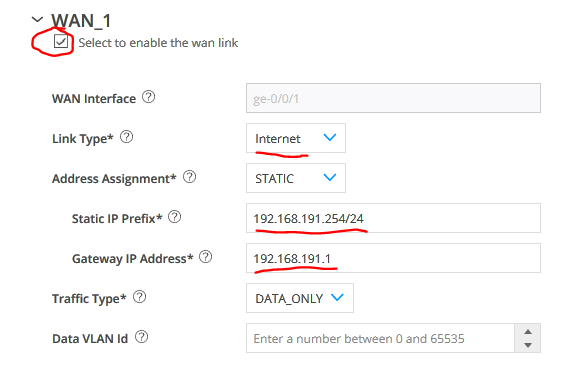 WAN_1
Select to enable the wan link
WAN Interface ? ge-0/0/1
Link Type* ? Internet
Address Assignment* ? STATIC
Static IP Prefix* ? 192.168.191.254/24
Gateway IP Address* ? 192.168.191.1
Traffic Type* ? DATA_ONLY
Data VLAN Id ? Enter a number between 0 and 65535